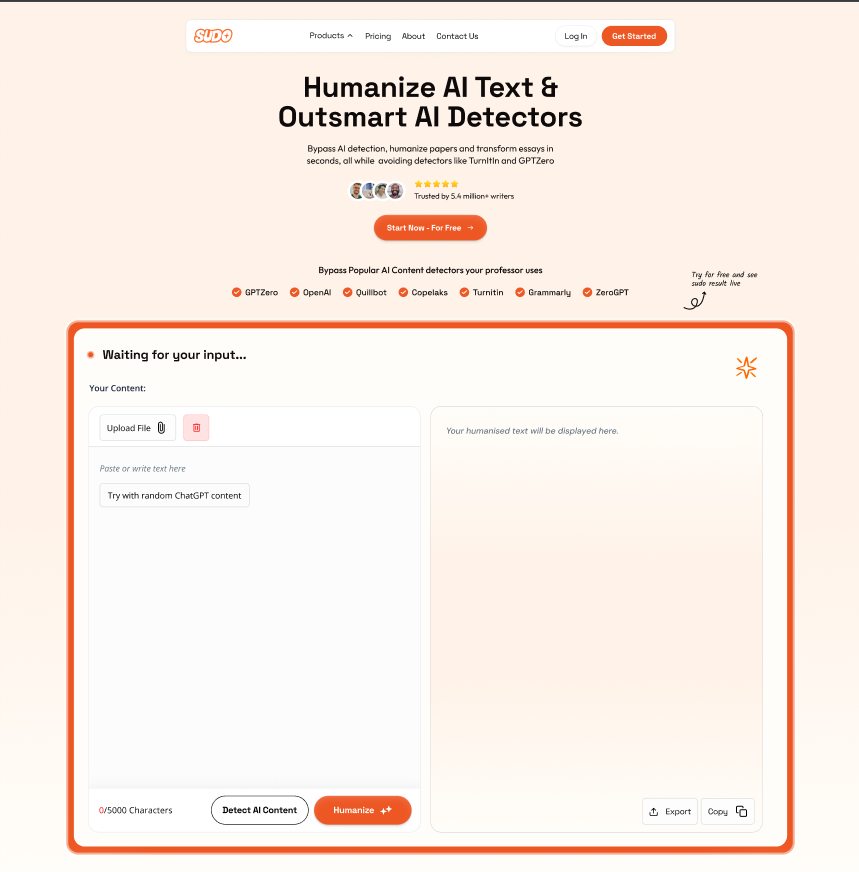 SUDO
Products
Pricing
About
Contact Us
Log In
Get Started
Humanize AI Text &
Outsmart AI Detectors
Bypass AI detection, humanize papers and transform essays in
seconds, all while avoiding detectors like TurnItIn and GPTZero
Trusted by 5.4 million+ writers
Start Now - For Free →
Bypass Popular AI Content detectors your professor uses
GPTZero
OpenAI
Quillbot
Copelaks
Turnitin
Grammarly
ZeroGPT
Try for free and see
sudo result live
Waiting for your input...
Your Content:
Upload File
Paste or write text here
Try with random ChatGPT content
Your humanised text will be displayed here.
0/5000 Characters
Detect AI Content
Humanize
Export
Copy